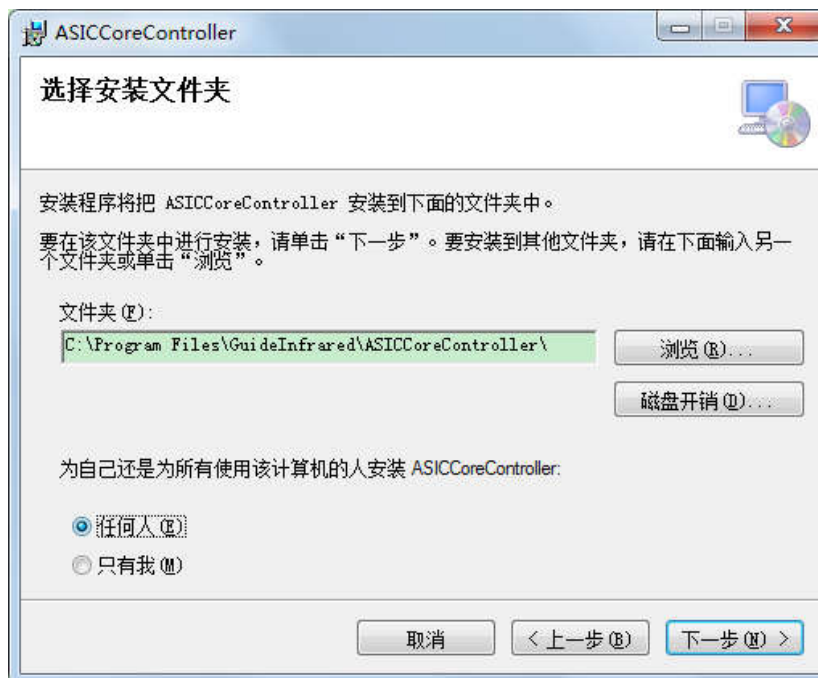 ASICCoreController
选择安装文件夹
安装程序将把 ASICCoreController 安装到下面的文件夹中。
要在该文件夹中进行安装，请单击“下一步”。要安装到其他文件夹，请在下面输入另一
个文件夹或单击“浏览”。
文件夹(F):
C:\Program Files\GuideInfrared\ASICCoreController\
浏览(R)...
磁盘开销(D)...
为自己还是为所有使用该计算机的人安装 ASICCoreController:
任何人(E)
只有我(M)
取消
< 上一步(B)
下一步(N) >